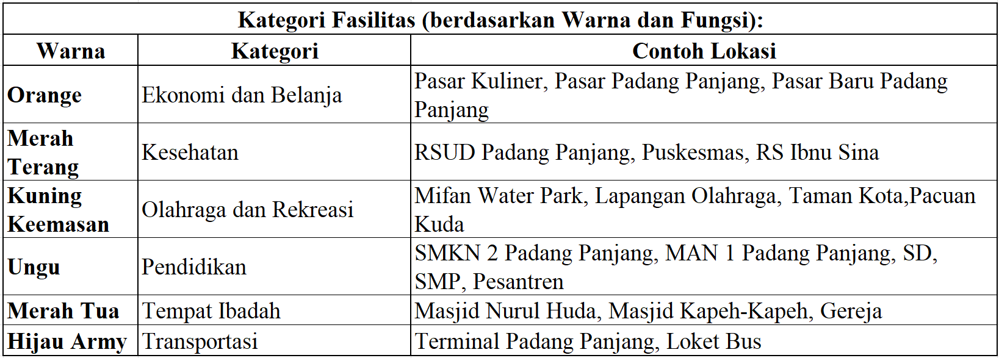 Kategori Fasilitas (berdasarkan Warna dan Fungsi):
Warna Kategori Contoh Lokasi
Orange Ekonomi dan Belanja Pasar Kuliner, Pasar Padang Panjang, Pasar Baru Padang
Panjang
Merah
Terang Kesehatan RSUD Padang Panjang, Puskesmas, RS Ibnu Sina
Kuning
Keemasan Olahraga dan Rekreasi Mifan Water Park, Lapangan Olahraga, Taman Kota,Pacuan
Kuda
Ungu Pendidikan SMKN 2 Padang Panjang, MAN 1 Padang Panjang, SD,
SMP, Pesantren
Merah Tua Tempat Ibadah Masjid Nurul Huda, Masjid Kapeh-Kapeh, Gereja
Hijau Army Transportasi Terminal Padang Panjang, Loket Bus